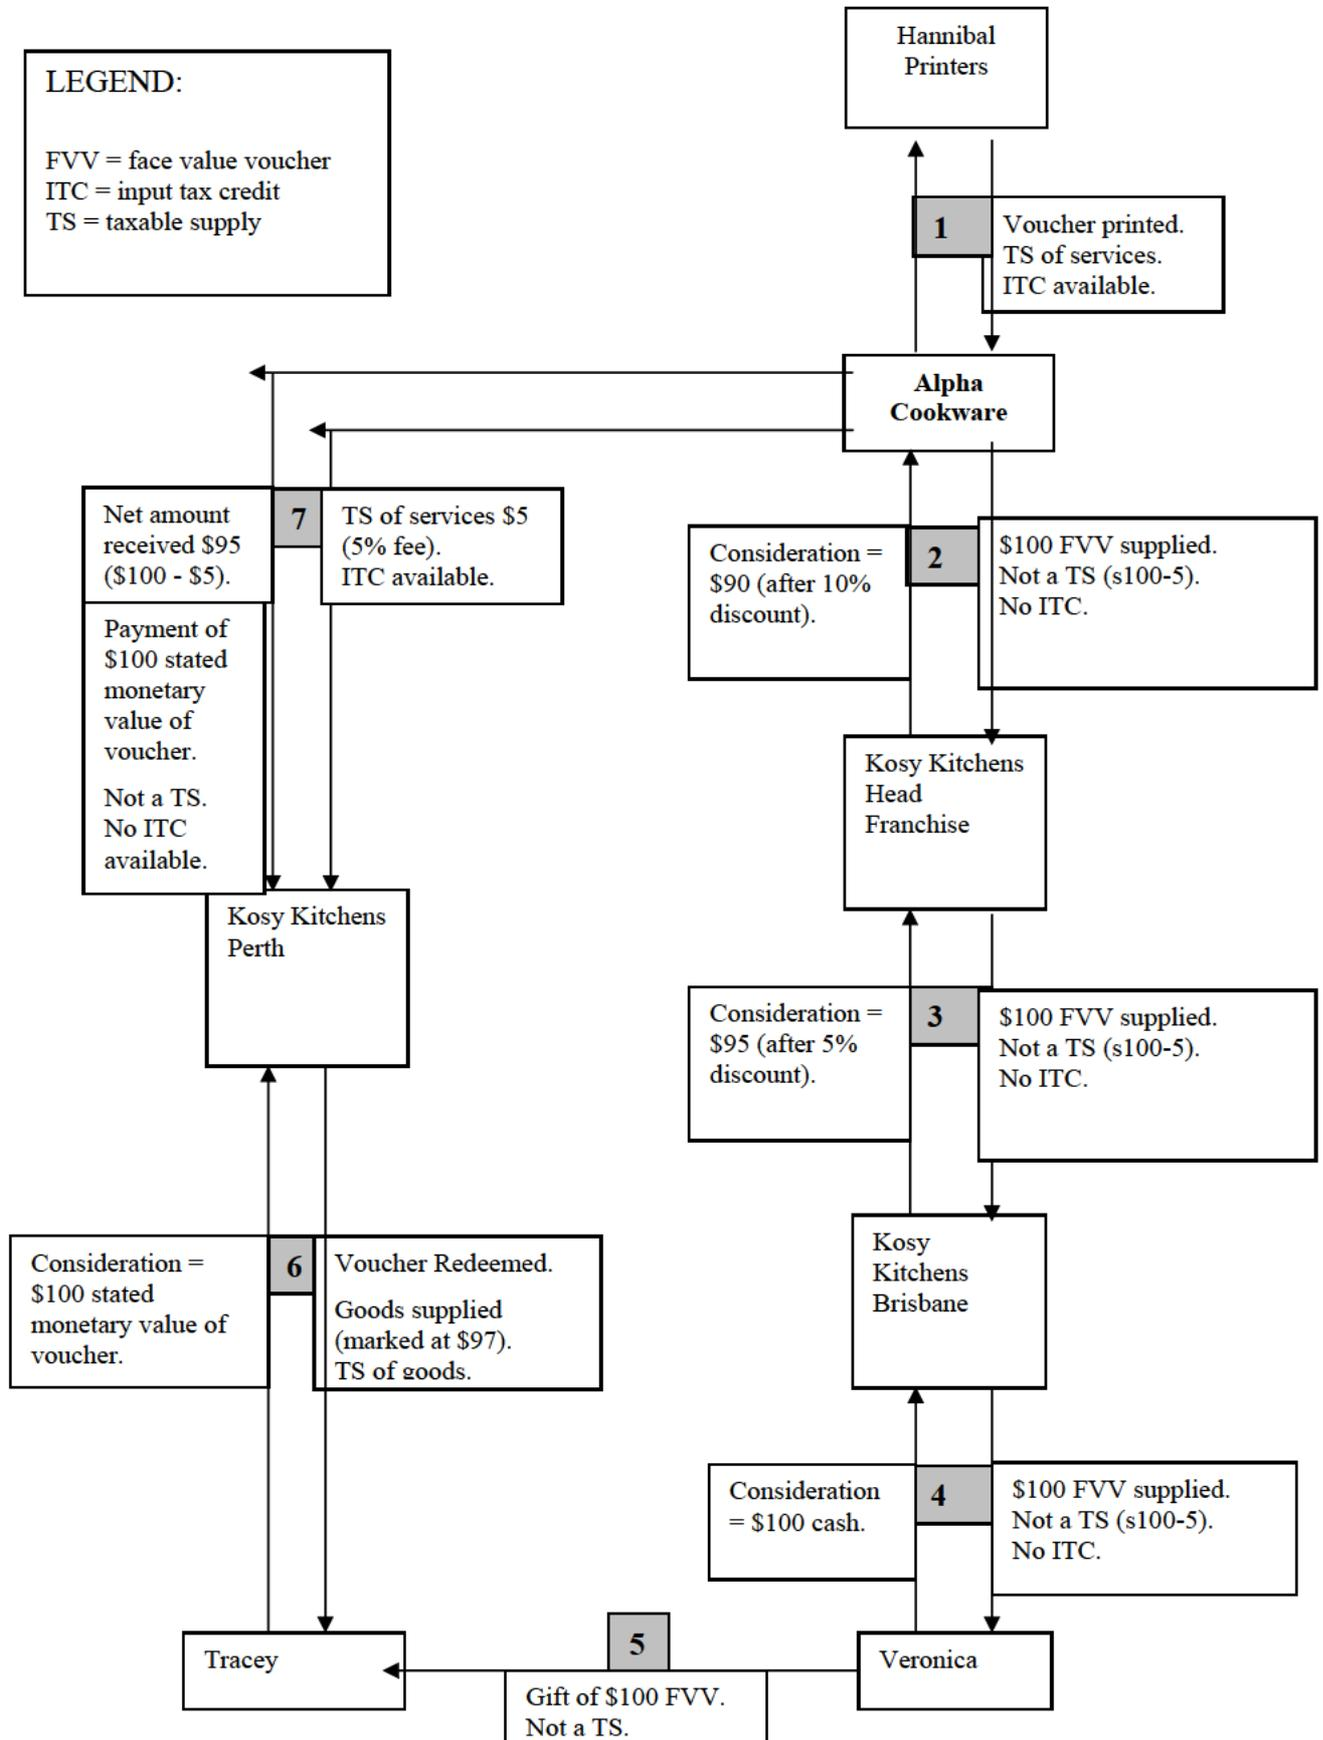 Hannibal
Printers
LEGEND:
FVV = face value voucher
ITC = input tax credit
TS = taxable supply
1
Voucher printed.
TS of services.
ITC available.
Alpha
Cookware
Net amount
received $95
($100 - $5).
7
TS of services $5
(5% fee).
ITC available.
Payment of
$100 stated
monetary
value of
voucher.
Not a TS.
No ITC
available.
Consideration =
$90 (after 10%
discount).
2
$100 FVV supplied.
Not a TS (s100-5).
No ITC.
Kosy Kitchens
Head
Franchise
Kosy Kitchens
Perth
Consideration =
$95 (after 5%
discount).
3
$100 FVV supplied.
Not a TS (s100-5).
No ITC.
Kosy
Kitchens
Brisbane
Consideration =
$100 stated
monetary value of
voucher.
6
Voucher Redeemed.
Goods supplied
(marked at $97).
TS of goods.
Consideration
= $100 cash.
4
$100 FVV supplied.
Not a TS (s100-5).
No ITC.
Tracey
5
Gift of $100 FVV.
Not a TS.
Veronica